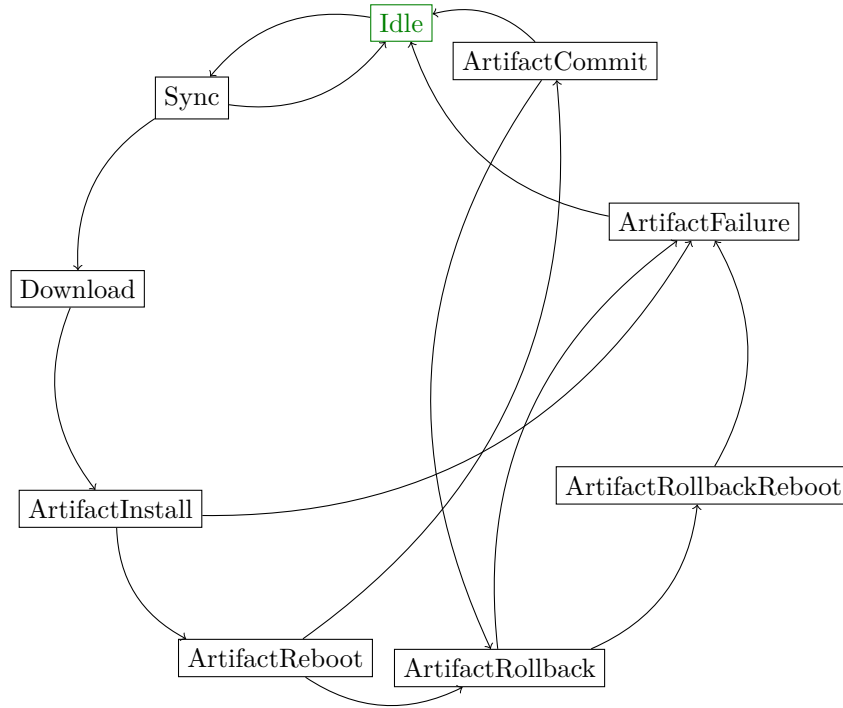 Idle
ArtifactCommit
Sync
ArtifactFailure
Download
ArtifactRollbackReboot
ArtifactInstall
ArtifactReboot
ArtifactRollback